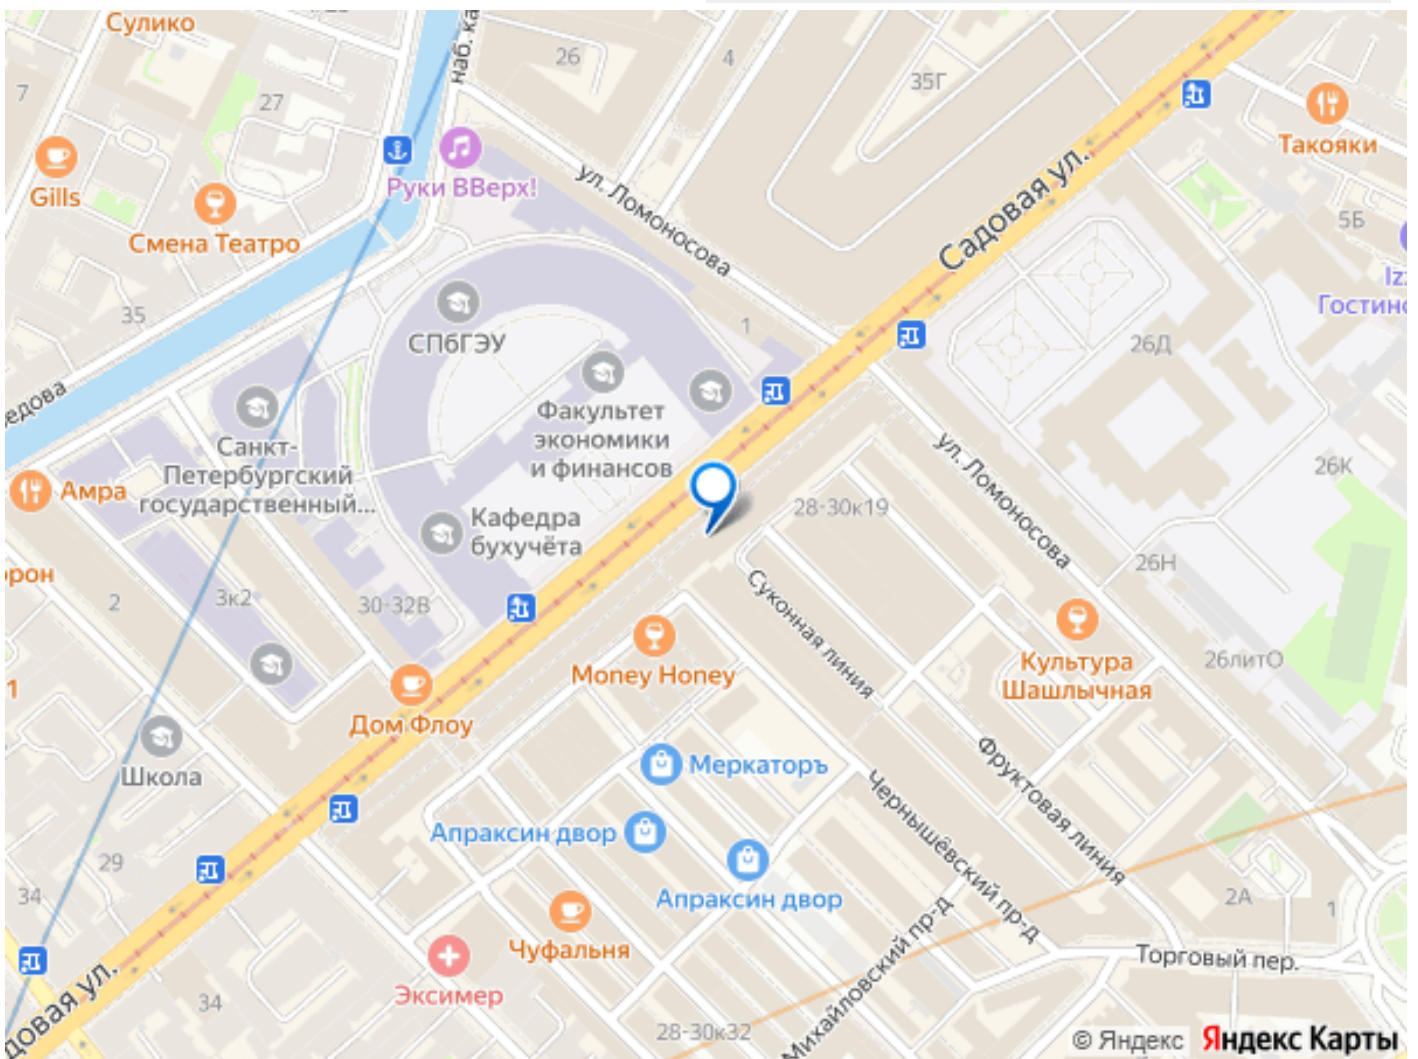 Сулико
наб. ка
26
4
35Г
7
27
Такояки
Руки ВВерх!
Gills
ул. Ломоносова
Садовая ул.
Смена Театро
5Б
Iz
Гостин
35
СПбГЭУ
1
26Д
едова
Факультет
экономики
и финансов
Санкт-
Петербургский
государственный...
ул. Ломоносова
26К
Амра
28-30к19
Кафедра
бухучёта
26Н
орон
2
3к2
30-32В
Суконная линия
Money Honey
Культура
Шашлычная
26литО
1
Дом Флоу
Школа
Меркаторъ
Фруктовая линия
Чернышёвский пр-д
Апраксин двор
29
34
Апраксин двор
2А
1
Чуфальня
Михайловский пр-д
Торговый пер.
Эксимер
довая ул.
34
28-30к32
© Яндекс Яндекс Карты